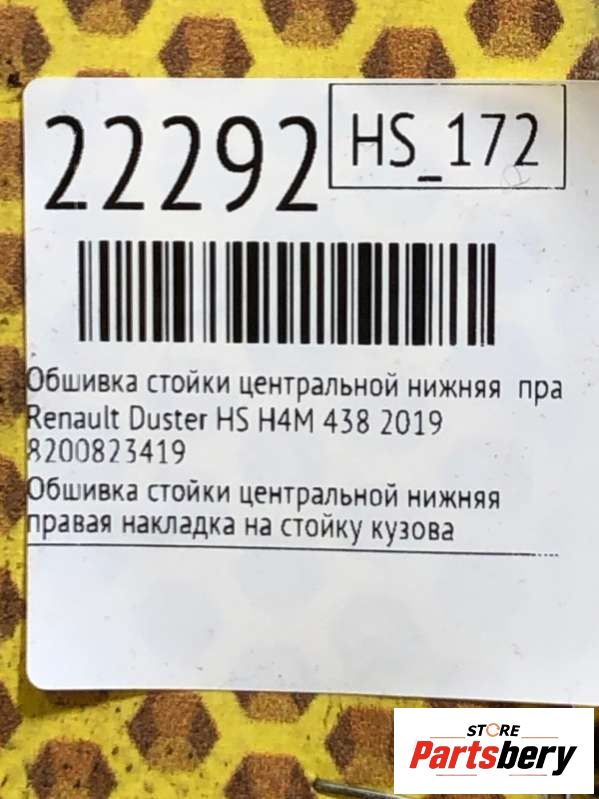 22292
HS_172
Обшивка стойки центральной нижняя пра
Renault Duster HS H4M 438 2019
8200823419
Обшивка стойки центральной нижняя
правая накладка на стойку кузова
STORE
Partsbery